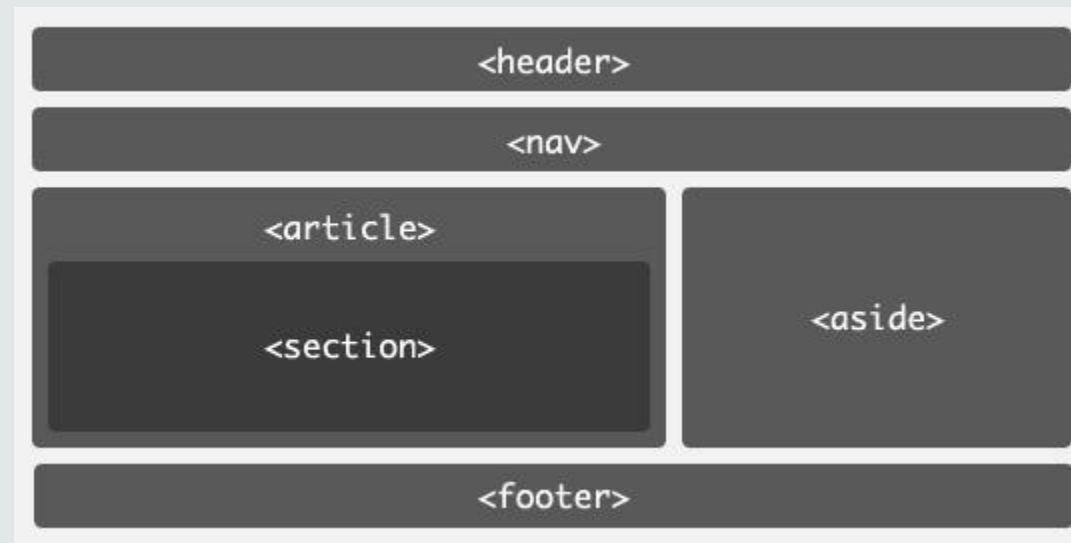 <header>
<nav>
<article>
<section>
<aside>
<footer>